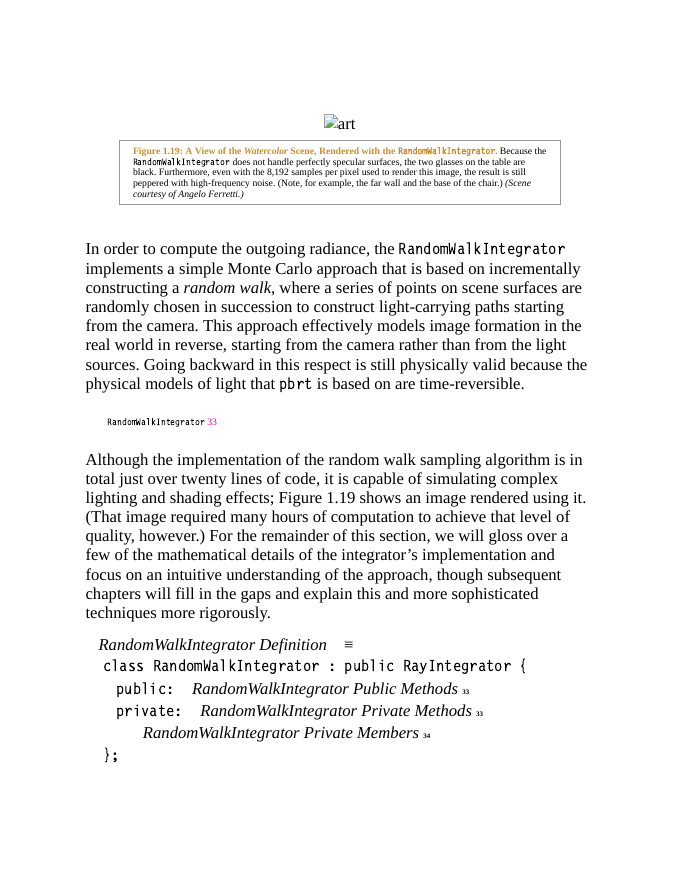 art
Figure 1.19: A View of the Watercolor Scene, Rendered with the RandomWalkIntegrator. Because the
RandomWalkIntegrator does not handle perfectly specular surfaces, the two glasses on the table are
black. Furthermore, even with the 8,192 samples per pixel used to render this image, the result is still
peppered with high-frequency noise. (Note, for example, the far wall and the base of the chair.) (Scene
courtesy of Angelo Ferretti.)
In order to compute the outgoing radiance, the RandomWalkIntegrator
implements a simple Monte Carlo approach that is based on incrementally
constructing a random walk, where a series of points on scene surfaces are
randomly chosen in succession to construct light-carrying paths starting
from the camera. This approach effectively models image formation in the
real world in reverse, starting from the camera rather than from the light
sources. Going backward in this respect is still physically valid because the
physical models of light that pbrt is based on are time-reversible.
RandomWalkIntegrator 33
Although the implementation of the random walk sampling algorithm is in
total just over twenty lines of code, it is capable of simulating complex
lighting and shading effects; Figure 1.19 shows an image rendered using it.
(That image required many hours of computation to achieve that level of
quality, however.) For the remainder of this section, we will gloss over a
few of the mathematical details of the integrator’s implementation and
focus on an intuitive understanding of the approach, though subsequent
chapters will fill in the gaps and explain this and more sophisticated
techniques more rigorously.
RandomWalkIntegrator Definition ≡
class RandomWalkIntegrator : public RayIntegrator {
public: RandomWalkIntegrator Public Methods 33
private: RandomWalkIntegrator Private Methods 33
RandomWalkIntegrator Private Members 34
};